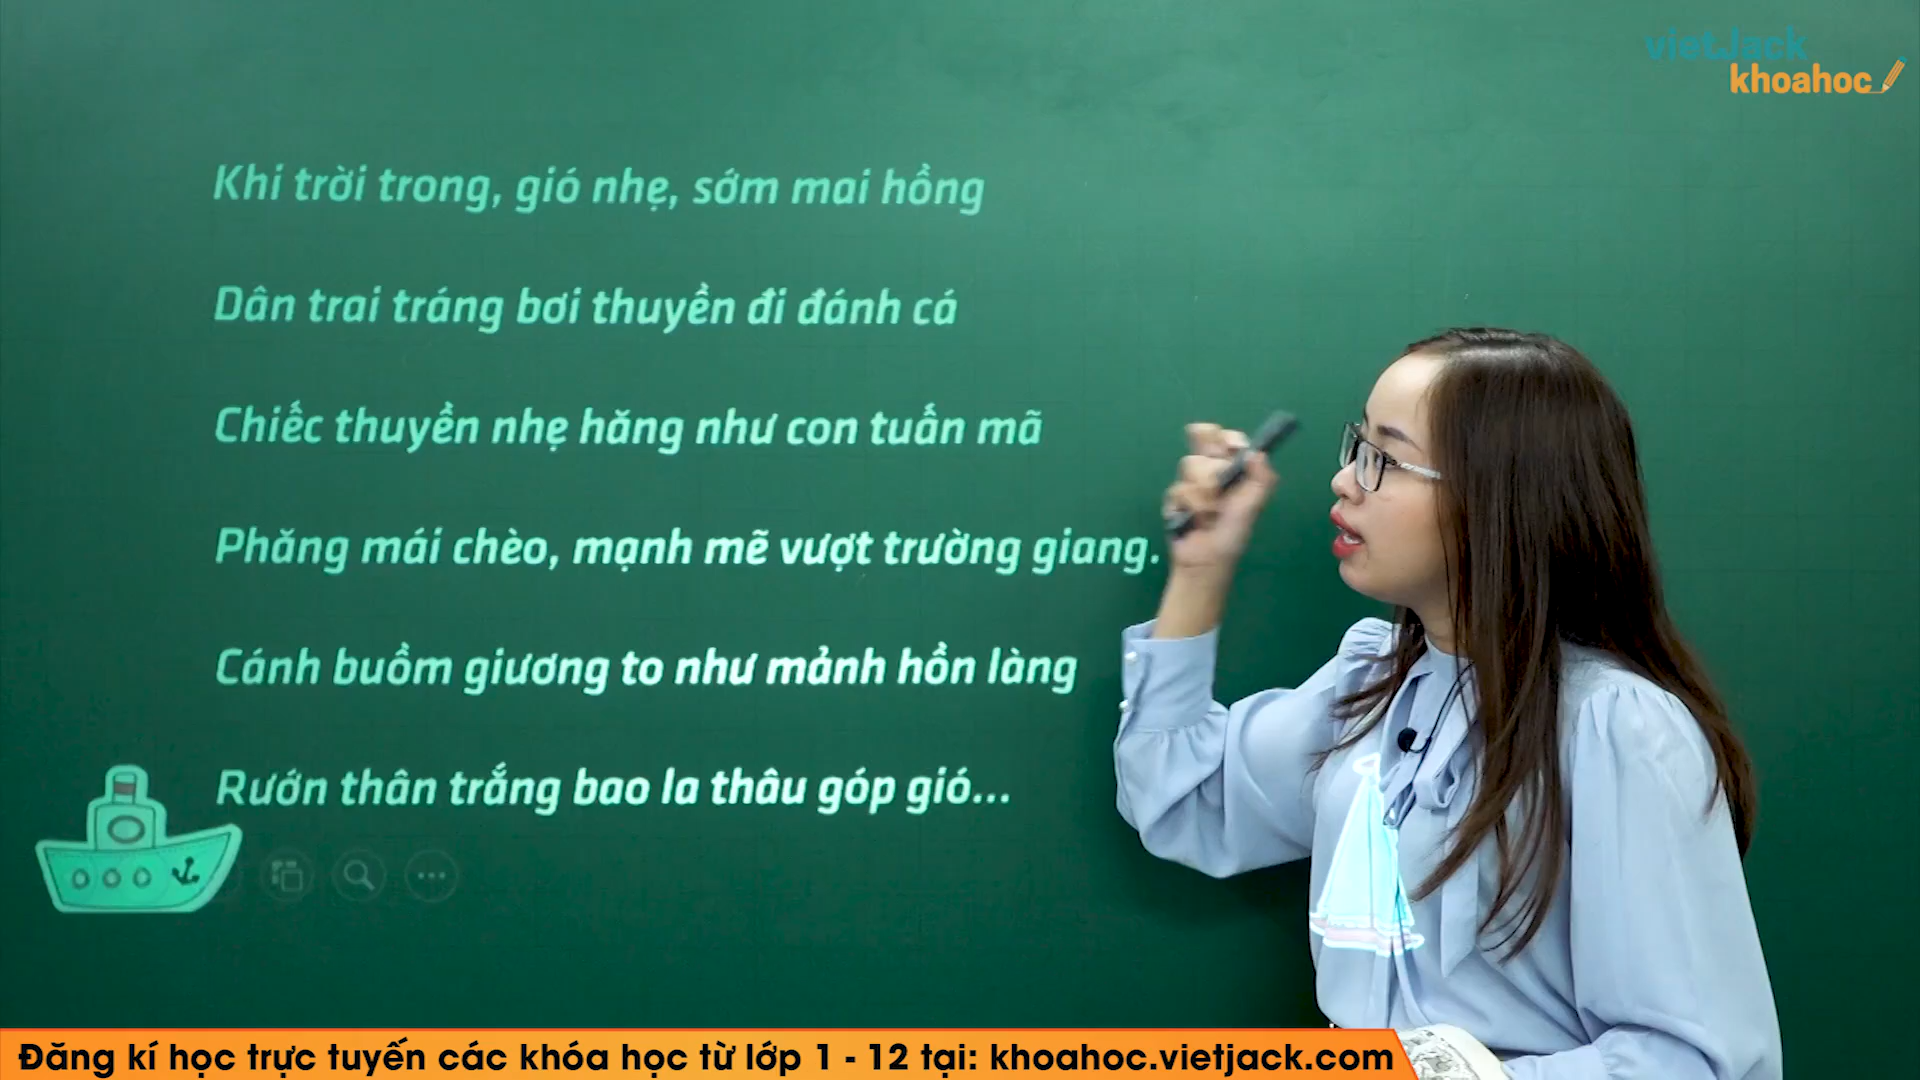 vietJack
khoahoc
Khi trời trong, gió nhẹ, sớm mai hồng
Dân trai tráng bơi thuyền đi đánh cá
Chiếc thuyền nhẹ hăng như con tuấn mã
Phăng mái chèo, mạnh mẽ vượt trường giang.
Cánh buồm giương to như mảnh hồn làng
Rướn thân trắng bao la thâu góp gió...
Đăng kí học trực tuyến các khóa học từ lớp 1 - 12 tại: khoahoc.vietjack.com